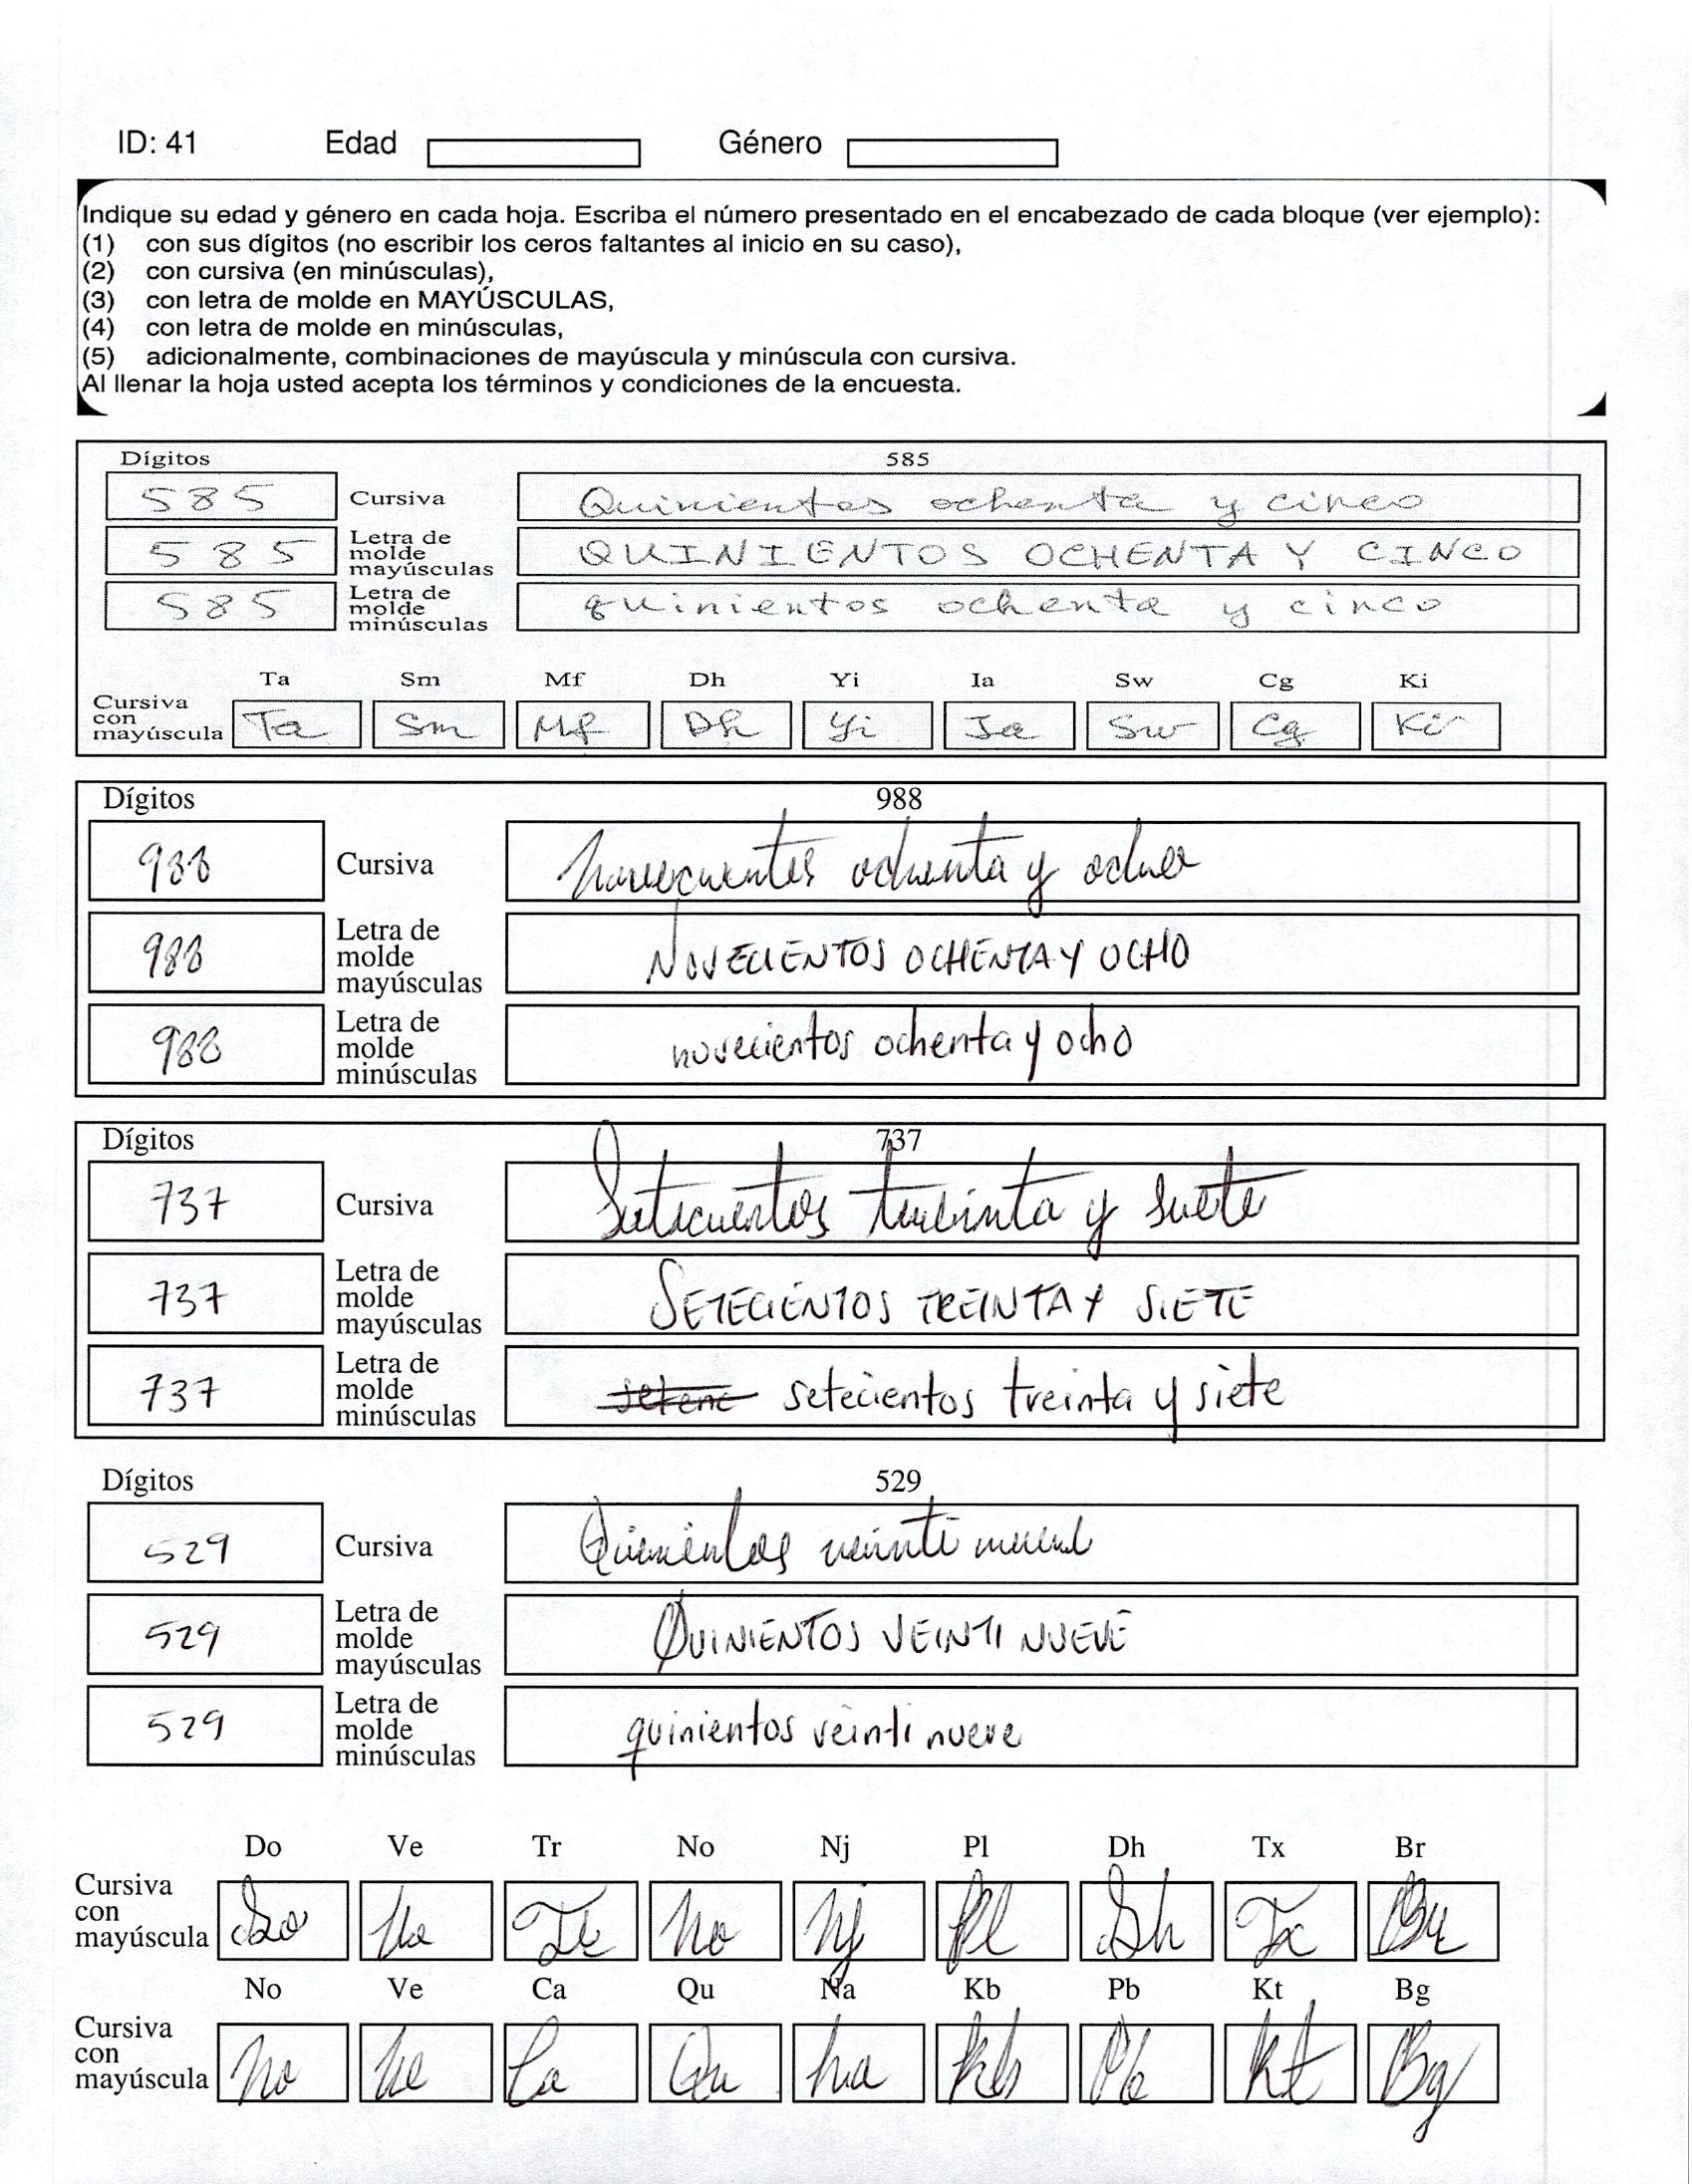 ID: 41 Edad Género
Indique su edad y género en cada hoja. Escriba el número presentado en el encabezado de cada bloque (ver ejemplo):
(1) con sus dígitos (no escribir los ceros faltantes al inicio en su caso),
(2) con cursiva (en minúsculas),
(3) con letra de molde en MAYÚSCULAS,
(4) con letra de molde en minúsculas,
(5) adicionalmente, combinaciones de mayúscula y minúscula con cursiva.
Al llenar la hoja usted acepta los términos y condiciones de la encuesta.
Dígitos 585
585 Cursiva Quinientos ochenta y cinco
585 Letra de molde mayúsculas QUINIENTOS OCHENTA Y CINCO
585 Letra de molde minúsculas quinientos ochenta y cinco
Ta Sm Mf Dh Yi Ia Sw Cg Ki
Cursiva con mayúscula Ta Sm Mf Dh Yi Ia Sw Cg Ki
Dígitos 988
988 Cursiva Novecientos ochenta y ocho
988 Letra de molde mayúsculas NOVECIENTOS OCHENTA Y OCHO
988 Letra de molde minúsculas novecientos ochenta y ocho
Dígitos 737
737 Cursiva Setecientos treinta y siete
737 Letra de molde mayúsculas SETECIENTOS TREINTA Y SIETE
737 Letra de molde minúsculas setenc setecientos treinta y siete
Dígitos 529
529 Cursiva Quinientos veinti nueve
529 Letra de molde mayúsculas QUINIENTOS VEINTI NUEVE
529 Letra de molde minúsculas quinientos veinti nueve
Do Ve Tr No Nj Pl Dh Tx Br
Cursiva con mayúscula Do Ve Tr No Nj Pl Dh Tx Br
No Ve Ca Qu Na Kb Pb Kt Bg
Cursiva con mayúscula No Ve Ca Qu Na Kb Pb Kt Bg